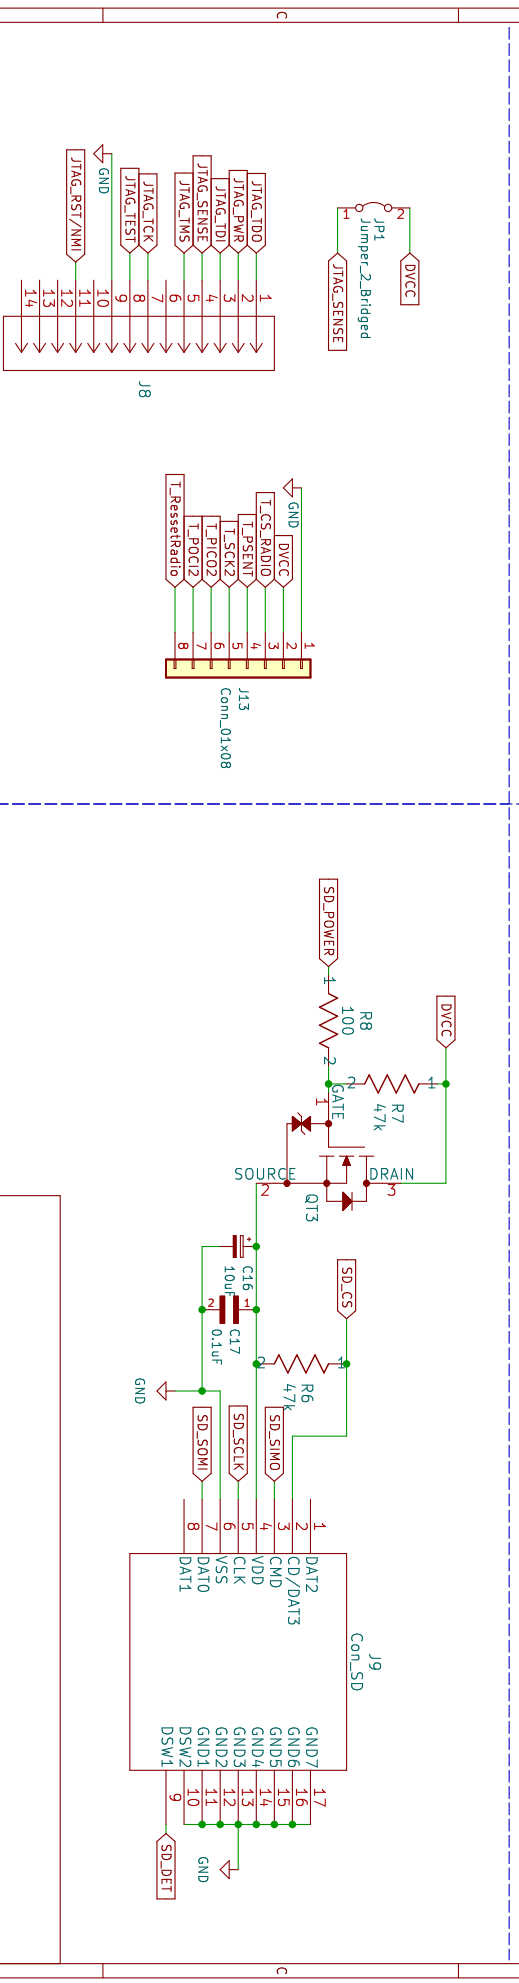 C
JP1
Jumper_2_Bridged
1
2
DVCC
JTAG_SENSE
JTAG_TDO
JTAG_PWR
JTAG_TDI
JTAG_SENSE
JTAG_TMS
JTAG_TCK
JTAG_TEST
GND
JTAG_RST/NMI
1
2
3
4
5
6
7
8
9
10
11
12
13
14
J8
GND
DVCC
T_CS_RADIO
T_PSENT
T_SCK2
T_PICO2
T_POCI2
T_RessetRadio
1
2
3
4
5
6
7
8
J13
Conn_01x08
SD_POWER
1
R8
100
2
DVCC
1
R7
47k
2
GATE
1
SOURCE
2
DRAIN
3
QT3
C16
10uF
+
C17
0.1uF
1
2
GND
SD_CS
1
R6
47k
2
SD_SIMO
SD_SCLK
SD_SOMI
1
2
3
4
5
6
7
8
DAT2
CD/DAT3
CMD
VDD
CLK
VSS
DAT0
DAT1
J9
Con_SD
GND7
GND6
GND5
GND4
GND3
GND2
GND1
DSW2
DSW1
17
16
15
14
13
12
11
10
9
GND
SD_DET
C